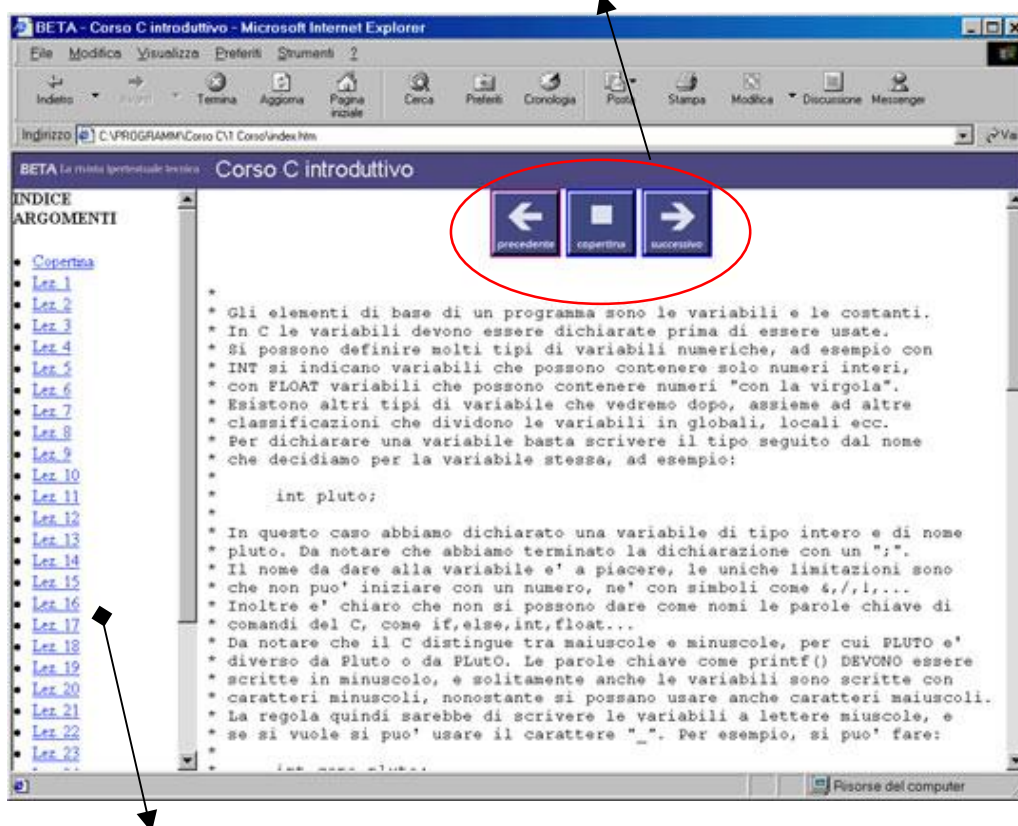 BETA - Corso C introduttivo - Microsoft Internet Explorer
File Modifica Visualizza Preferiti Strumenti ?
Indietro Avanti Termina Aggiorna Pagina iniziale Cerca Preferiti Cronologia Posta Stampa Modifica Discussione Messenger
Indirizzo C:\PROGRAMM\Corso C\1 Corso\index.htm Vai
BETA La rivista ipertestuale tecnica Corso C introduttivo
precedente copertina successivo
INDICE
ARGOMENTI
Copertina
Lez. 1
Lez. 2
Lez. 3
Lez. 4
Lez. 5
Lez. 6
Lez. 7
Lez. 8
Lez. 9
Lez. 10
Lez. 11
Lez. 12
Lez. 13
Lez. 14
Lez. 15
Lez. 16
Lez. 17
Lez. 18
Lez. 19
Lez. 20
Lez. 21
Lez. 22
Lez. 23
*
* Gli elementi di base di un programma sono le variabili e le costanti.
* In C le variabili devono essere dichiarate prima di essere usate.
* Si possono definire molti tipi di variabili numeriche, ad esempio con
* INT si indicano variabili che possono contenere solo numeri interi,
* con FLOAT variabili che possono contenere numeri "con la virgola".
* Esistono altri tipi di variabile che vedremo dopo, assieme ad altre
* classificazioni che dividono le variabili in globali, locali ecc.
* Per dichiarare una variabile basta scrivere il tipo seguito dal nome
* che decidiamo per la variabile stessa, ad esempio:
*
* int pluto;
*
* In questo caso abbiamo dichiarato una variabile di tipo intero e di nome
* pluto. Da notare che abbiamo terminato la dichiarazione con un ";".
* Il nome da dare alla variabile e' a piacere, le uniche limitazioni sono
* che non puo' iniziare con un numero, ne' con simboli come &,/,!,...
* Inoltre e' chiaro che non si possono dare come nomi le parole chiave di
* comandi del C, come if,else,int,float...
* Da notare che il C distingue tra maiuscole e minuscole, per cui PLUTO e'
* diverso da Pluto o da PLutO. Le parole chiave come printf() DEVONO essere
* scritte in minuscolo, e solitamente anche le variabili sono scritte con
* caratteri minuscoli, nonostante si possano usare anche caratteri maiuscoli.
* La regola quindi sarebbe di scrivere le variabili a lettere miuscole, e
* se si vuole si puo' usare il carattere "_". Per esempio, si puo' fare:
*
Risorse del computer